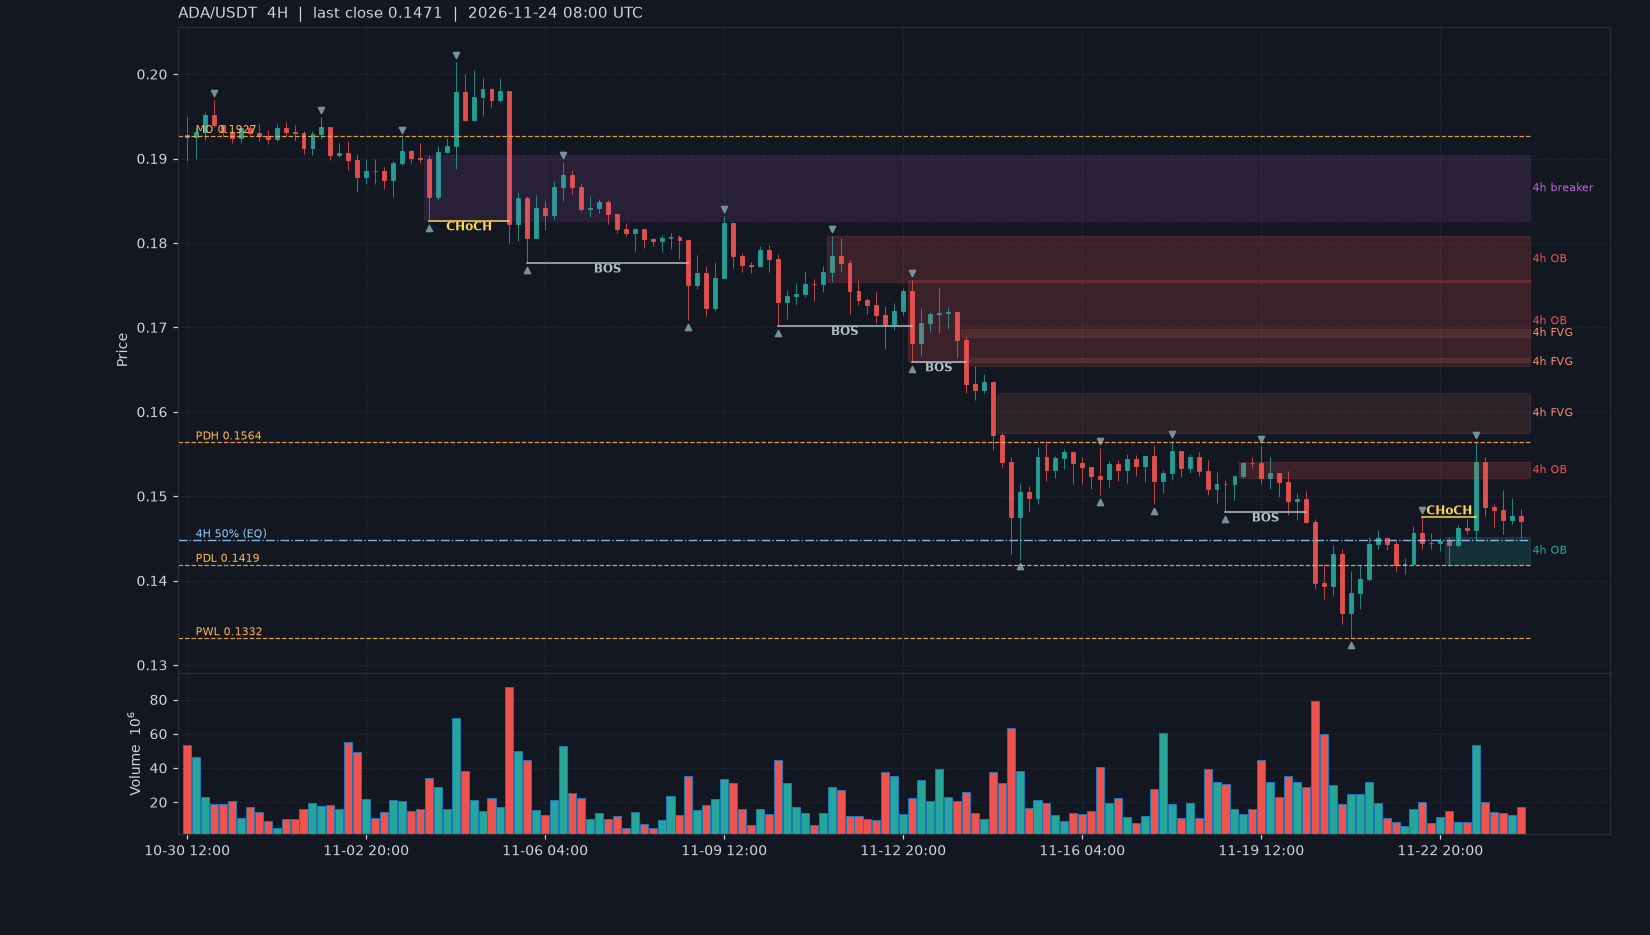 ADA/USDT  4H  |  last close 0.1471  |  2026-11-24 08:00 UTC
Price
0.20
0.19
0.18
0.17
0.16
0.15
0.14
0.13
MO 0.1927
PDH 0.1564
4H 50% (EQ)
PDL 0.1419
PWL 0.1332
CHoCH
BOS
BOS
BOS
BOS
CHoCH
4h breaker
4h OB
4h OB
4h FVG
4h FVG
4h FVG
4h OB
4h OB
Volume 10⁶
80
60
40
20
10-30 12:00
11-02 20:00
11-06 04:00
11-09 12:00
11-12 20:00
11-16 04:00
11-19 12:00
11-22 20:00